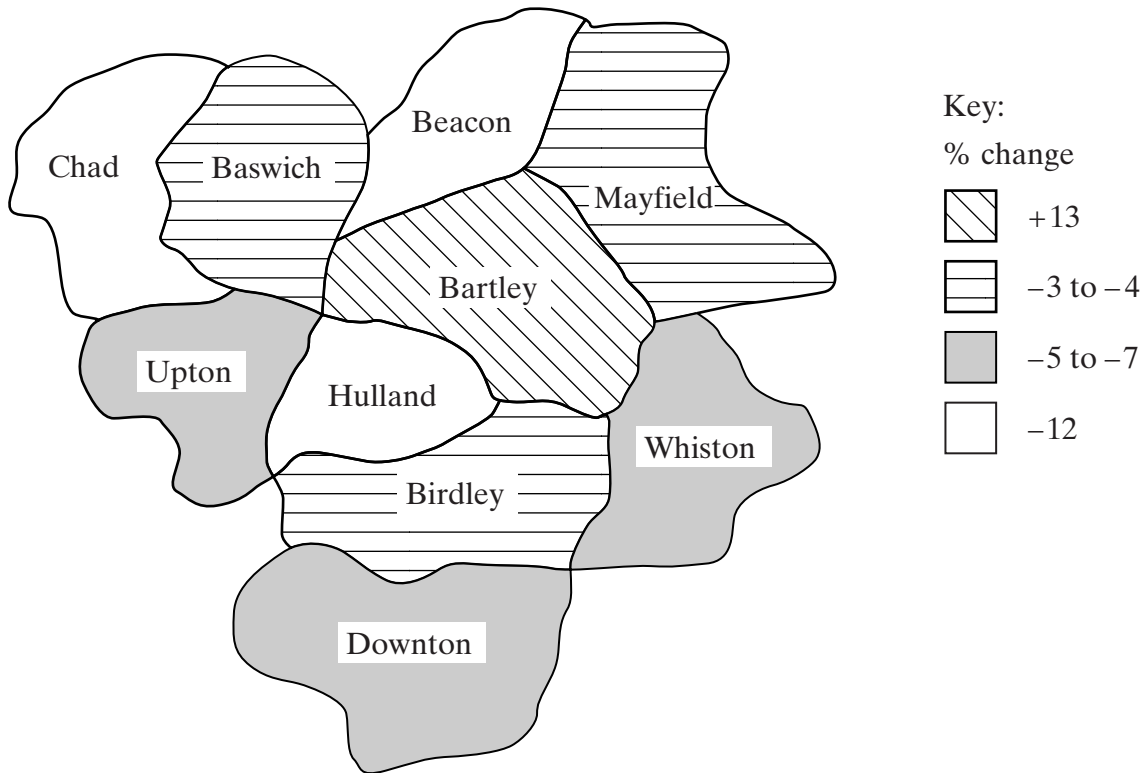 Beacon
Chad
Baswich
Mayfield
Bartley
Upton
Hulland
Whiston
Birdley
Downton
Key:
% change
+13
–3 to –4
–5 to –7
–12